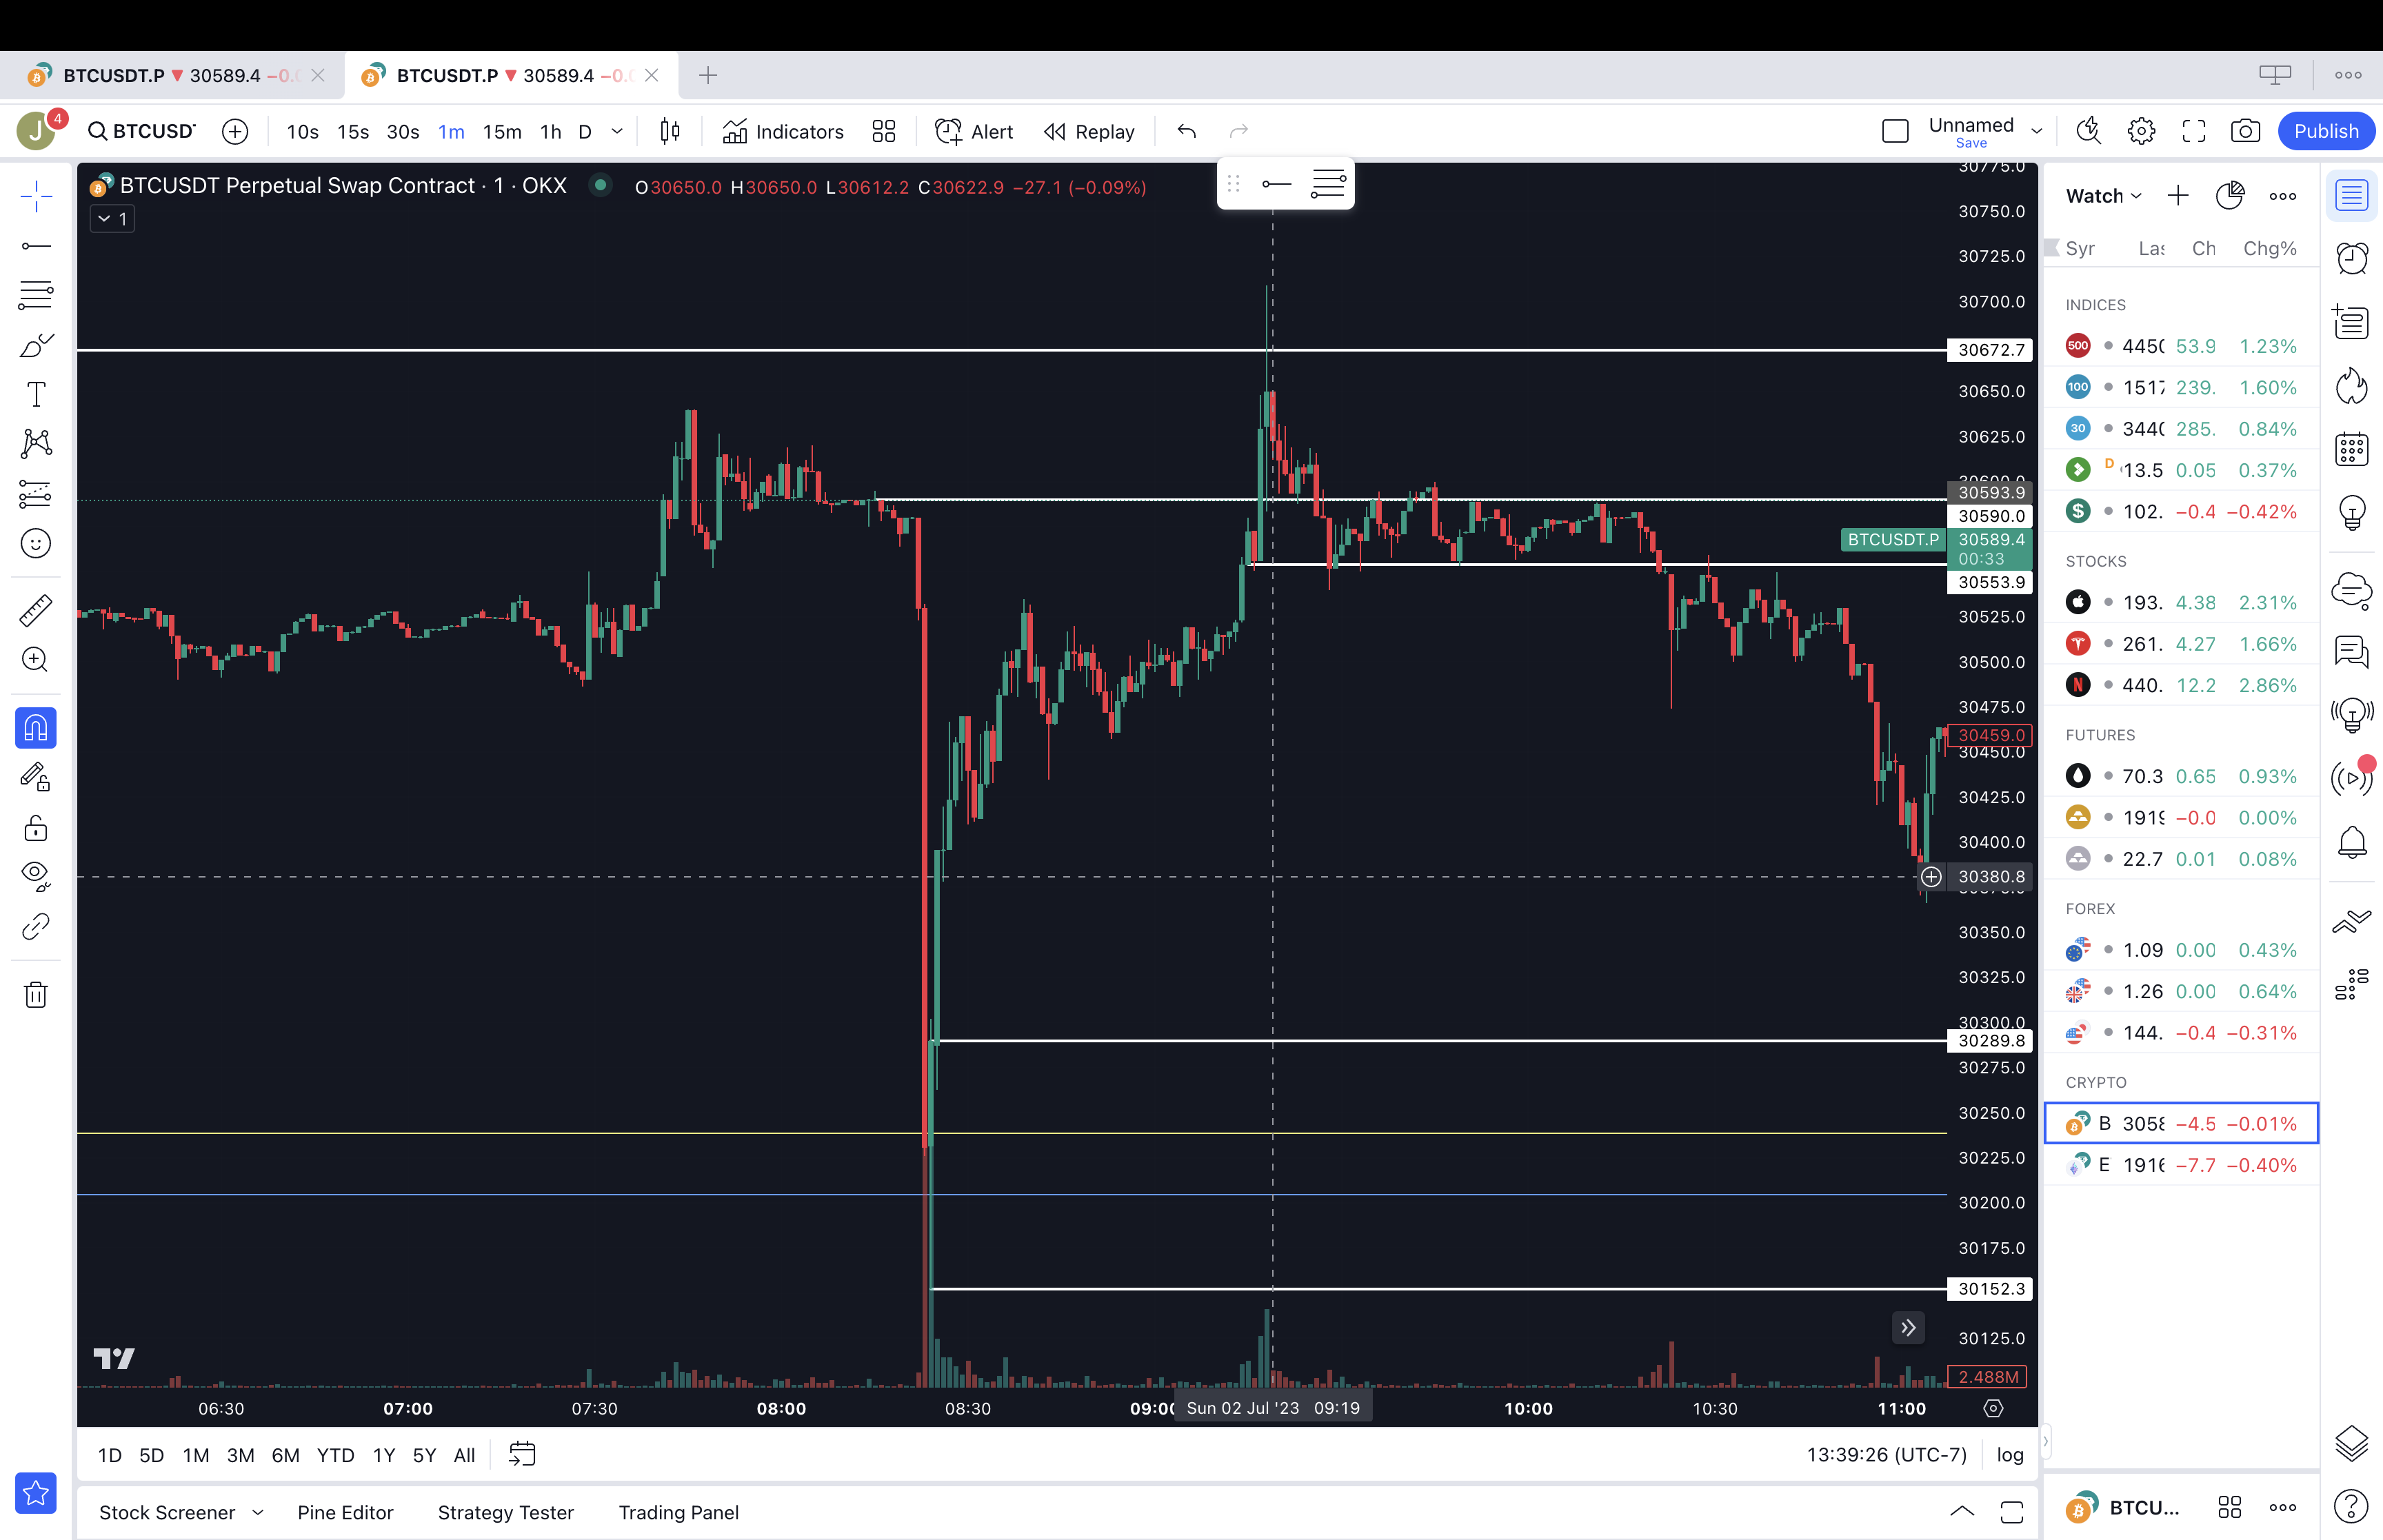 BTCUSDT.P ▼ 30589.4 −0.0
BTCUSDT.P ▼ 30589.4 −0.0
J 4 BTCUSD 10s 15s 30s 1m 15m 1h D Indicators Alert Replay Unnamed Save Publish
BTCUSDT Perpetual Swap Contract · 1 · OKX O30650.0 H30650.0 L30612.2 C30622.9 −27.1 (−0.09%)
1
30775.0
30750.0
30725.0
30700.0
30672.7
30650.0
30625.0
30600.0
30593.9
30590.0
BTCUSDT.P 30589.4
00:33
30553.9
30525.0
30500.0
30475.0
30459.0
30450.0
30425.0
30400.0
30380.8
30350.0
30325.0
30300.0
30289.8
30275.0
30250.0
30225.0
30200.0
30175.0
30152.3
30125.0
2.488M
06:30 07:00 07:30 08:00 08:30 09:00 Sun 02 Jul '23 09:19 10:00 10:30 11:00
1D 5D 1M 3M 6M YTD 1Y 5Y All 13:39:26 (UTC-7) log
Stock Screener Pine Editor Strategy Tester Trading Panel
Watch
Syr Las Ch Chg%
INDICES
500 445 53.9 1.23%
100 151 239. 1.60%
30 344 285. 0.84%
D 13.5 0.05 0.37%
$ 102. −0.4 −0.42%
STOCKS
193. 4.38 2.31%
T 261. 4.27 1.66%
N 440. 12.2 2.86%
FUTURES
70.3 0.65 0.93%
1919 −0.0 0.00%
22.7 0.01 0.08%
FOREX
1.09 0.00 0.43%
1.26 0.00 0.64%
144. −0.4 −0.31%
CRYPTO
B 3058 −4.5 −0.01%
E 1916 −7.7 −0.40%
BTCU...